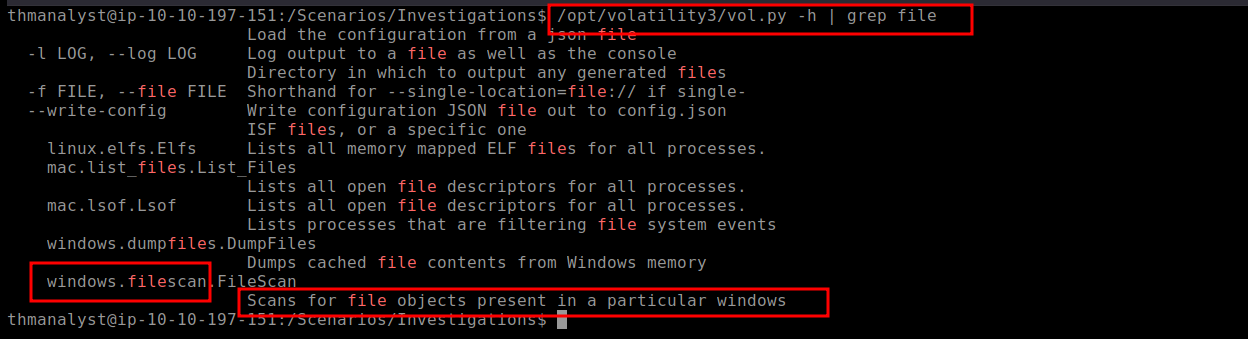 thmanalyst@ip-10-10-197-151:/Scenarios/Investigations$ /opt/volatility3/vol.py -h | grep file
Load the configuration from a json file
-l LOG, --log LOG Log output to a file as well as the console
Directory in which to output any generated files
-f FILE, --file FILE Shorthand for --single-location=file:// if single-
--write-config Write configuration JSON file out to config.json
ISF files, or a specific one
linux.elfs.Elfs Lists all memory mapped ELF files for all processes.
mac.list_files.List_Files
Lists all open file descriptors for all processes.
mac.lsof.Lsof Lists all open file descriptors for all processes.
Lists processes that are filtering file system events
windows.dumpfiles.DumpFiles
Dumps cached file contents from Windows memory
windows.filescan.FileScan
Scans for file objects present in a particular windows
thmanalyst@ip-10-10-197-151:/Scenarios/Investigations$